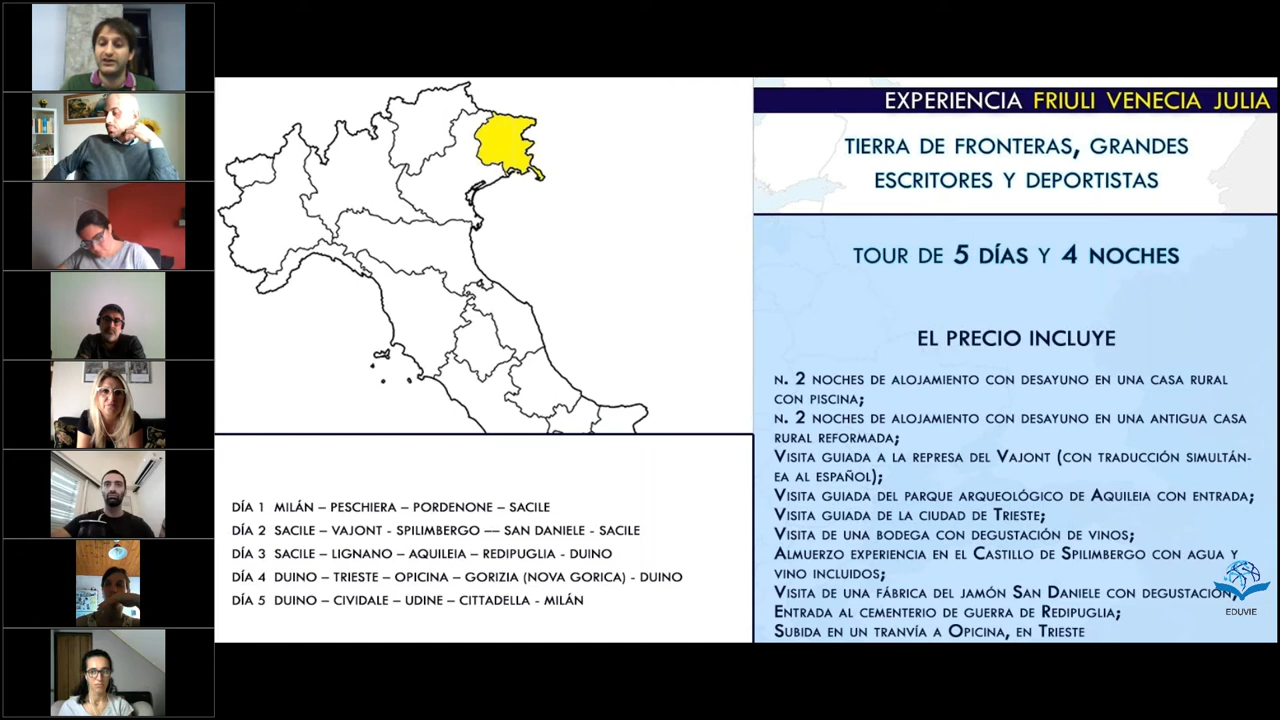 EXPERIENCIA FRIULI VENECIA JULIA
TIERRA DE FRONTERAS, GRANDES
ESCRITORES Y DEPORTISTAS
TOUR DE 5 DÍAS Y 4 NOCHES
EL PRECIO INCLUYE
N. 2 NOCHES DE ALOJAMIENTO CON DESAYUNO EN UNA CASA RURAL
CON PISCINA;
N. 2 NOCHES DE ALOJAMIENTO CON DESAYUNO EN UNA ANTIGUA CASA
RURAL REFORMADA;
VISITA GUIADA A LA REPRESA DEL VAJONT (CON TRADUCCIÓN SIMULTÁN-
EA AL ESPAÑOL);
VISITA GUIADA DEL PARQUE ARQUEOLÓGICO DE AQUILEIA CON ENTRADA;
VISITA GUIADA DE LA CIUDAD DE TRIESTE;
VISITA DE UNA BODEGA CON DEGUSTACIÓN DE VINOS;
ALMUERZO EXPERIENCIA EN EL CASTILLO DE SPILIMBERGO CON AGUA Y
VINO INCLUIDOS;
VISITA DE UNA FÁBRICA DEL JAMÓN SAN DANIELE CON DEGUSTACIÓN;
ENTRADA AL CEMENTERIO DE GUERRA DE REDIPUGLIA;
SUBIDA EN UN TRANVÍA A OPICINA, EN TRIESTE
EDUVIE
DÍA 1 MILÁN – PESCHIERA – PORDENONE – SACILE
DÍA 2 SACILE – VAJONT - SPILIMBERGO –– SAN DANIELE - SACILE
DÍA 3 SACILE – LIGNANO – AQUILEIA – REDIPUGLIA - DUINO
DÍA 4 DUINO – TRIESTE – OPICINA – GORIZIA (NOVA GORICA) - DUINO
DÍA 5 DUINO – CIVIDALE – UDINE – CITTADELLA - MILÁN